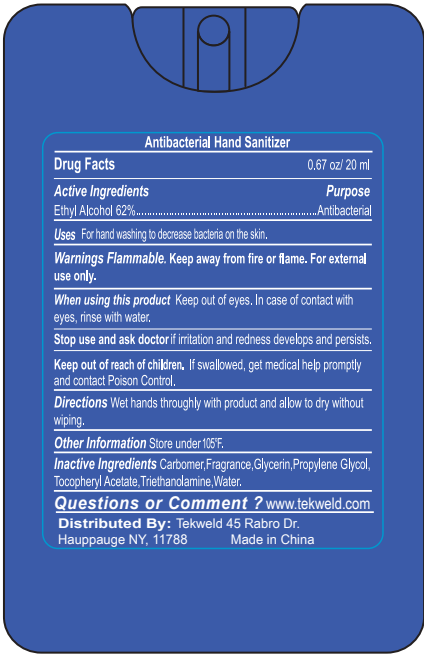 Antibacterial Hand Sanitizer
Drug Facts 0.67 oz/ 20 ml
Active Ingredients Purpose
Ethyl Alcohol 62%................................................................Antibacterial
Uses For hand washing to decrease bacteria on the skin.
Warnings Flammable. Keep away from fire or flame. For external
use only.
When using this product Keep out of eyes. In case of contact with
eyes, rinse with water.
Stop use and ask doctor if irritation and redness develops and persists.
Keep out of reach of children. If swallowed, get medical help promptly
and contact Poison Control.
Directions Wet hands throughly with product and allow to dry without
wiping.
Other Information Store under 105°F.
Inactive Ingredients Carbomer,Fragrance,Glycerin,Propylene Glycol,
Tocopheryl Acetate,Triethanolamine,Water.
Questions or Comment ? www.tekweld.com
Distributed By: Tekweld 45 Rabro Dr.
Hauppauge NY, 11788 Made in China